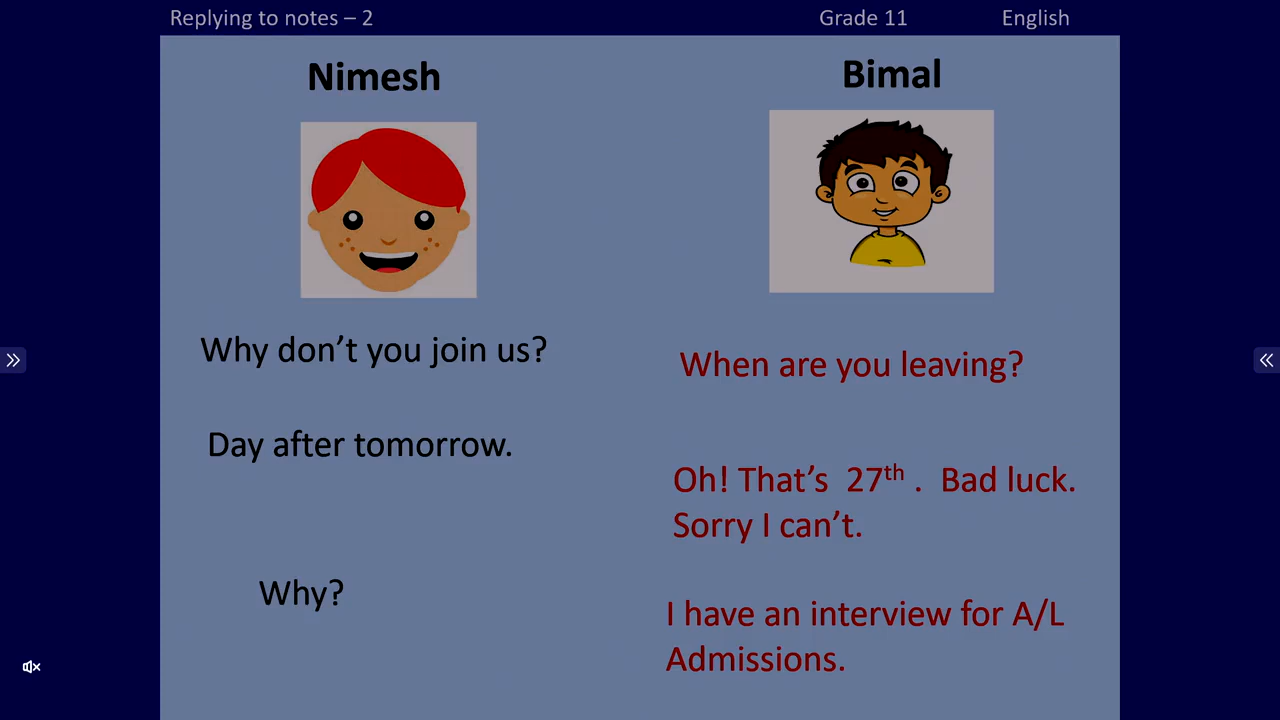 Replying to notes – 2 Grade 11 English
Nimesh
Bimal
Why don’t you join us?
When are you leaving?
Day after tomorrow.
Oh! That’s 27th . Bad luck.
Sorry I can’t.
Why?
I have an interview for A/L
Admissions.